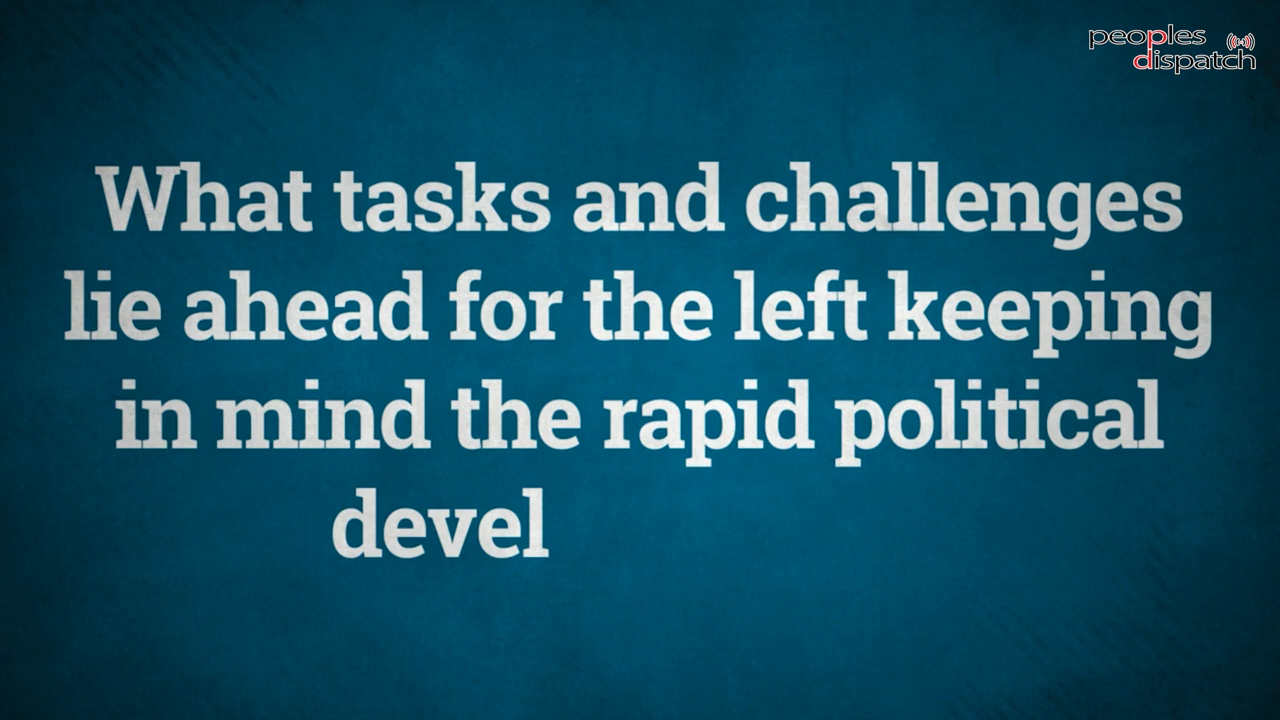 peoples
dispatch
What tasks and challenges
lie ahead for the left keeping
in mind the rapid political
devel